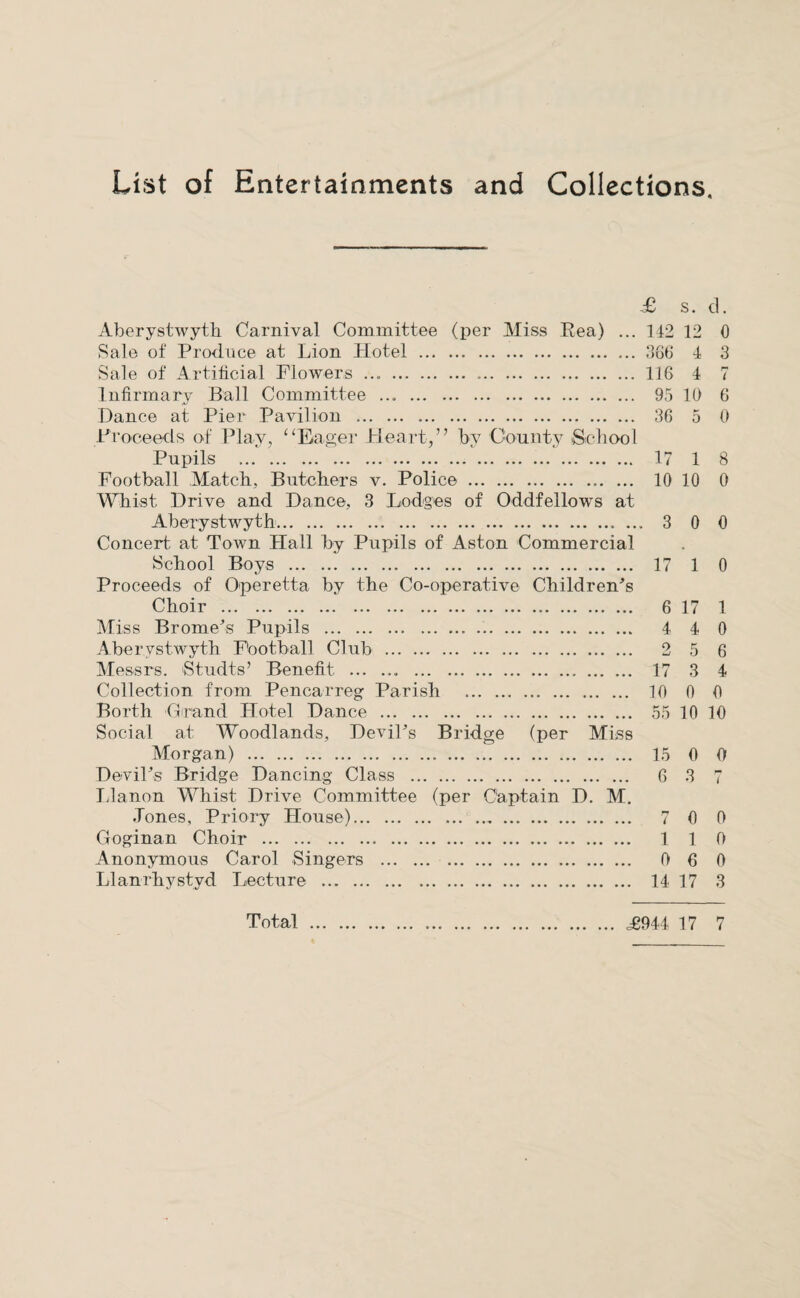 List of Entertainments and Collections.
£ s. d.
Aberystwyth Carnival Committee (per Miss Rea) ... 142 12 0
Sale of Produce at Lion Hotel ... ... ... ... ... ... ... ... 366 4 3
Sale of Artificial Flowers ... ... ... ... ... ... ... ... ... ... 116 4 7
Infirmary Ball Committee ... ... ... ... ... ... ... ... ... 95 10 6
Dance at Pier Pavilion ... ... ... ... ... ... ... ... ... ... 36 5 0
Proceeds of Play, “Eager Heart,” by County School
Pupils ... ... ... ... ... ... ... ... ... ... ... ... ... ... 17 1 8
Football Match, Butchers v. Police ... ... ... ... ... ... 10 10 0
Whist Drive and Dance, 3 Lodges of Oddfellows at
Aberystwyth... ... ... ... ... ... ... ... ... ... ... ... ... 3 0 0
Concert at Town Hall by Pupils of Aston Commercial
School Boys ... ... ... ... ... ... ... ... ... ... ... ... 17 1 0
Proceeds of Operetta by the Co-operative Children's
Choir ... ... ... ... ... ... ... ... ... ... ... ... ... ... 6 17 1
Miss Brome's Pupils ... ... ... ... ... ... ... ... ... ... ... 4 4 0
Aberystwyth Football Club ... ... ... ... ... ... ... ... ... 2 5 6
Messrs. Studts’ Benefit ... ... ... ... ... ... ... ... ... ... 17 3 4
Collection from Pencarreg Parish ... ... ... ... ... ... 10 0 0
Borth Grand Hotel Dance ... ... ... ... ... ... ... ... ... 55 10 10
Social at Woodlands, Devil's Bridge (per Miss
Morgan) ... ... ... ... ... ... ... ... ... ... ... ... ... 15 0 0
Devil's Bridge Dancing Class ... ... ... ... ... ... ... ... 6 3 7
Llanon Whist Drive Committee (per Captain D. M.
Jones, Priory House)... ... ... ... ... ... ... ... ... ... 7 0 0
Goginan Choir ... ... ... ... ... ... ... ... ... ... ... ... ... 1 1 0
Anonymous Carol Singers ... ... ... ... ... ... ... ... ... 0 6 0
Llanrhystyd Lecture ... ... ... ... ... ... ... ... ... ... ... 14 17 3
Total ... ... ... ... ... ... ... ... ... ... ... £944 17 7